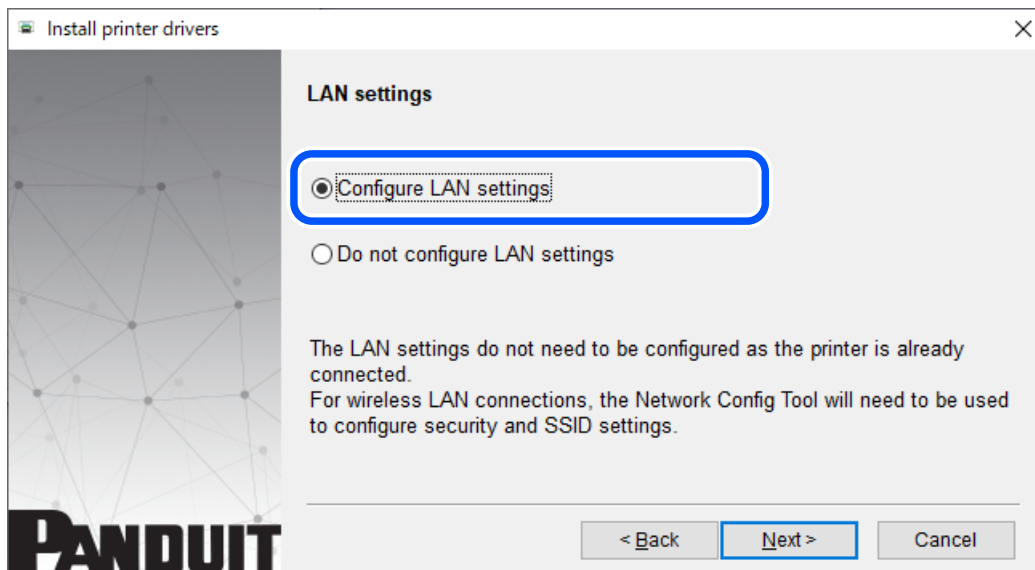 Install printer drivers
LAN settings
Configure LAN settings
Do not configure LAN settings
The LAN settings do not need to be configured as the printer is already
connected.
For wireless LAN connections, the Network Config Tool will need to be used
to configure security and SSID settings.
PANDUIT
< Back
Next >
Cancel